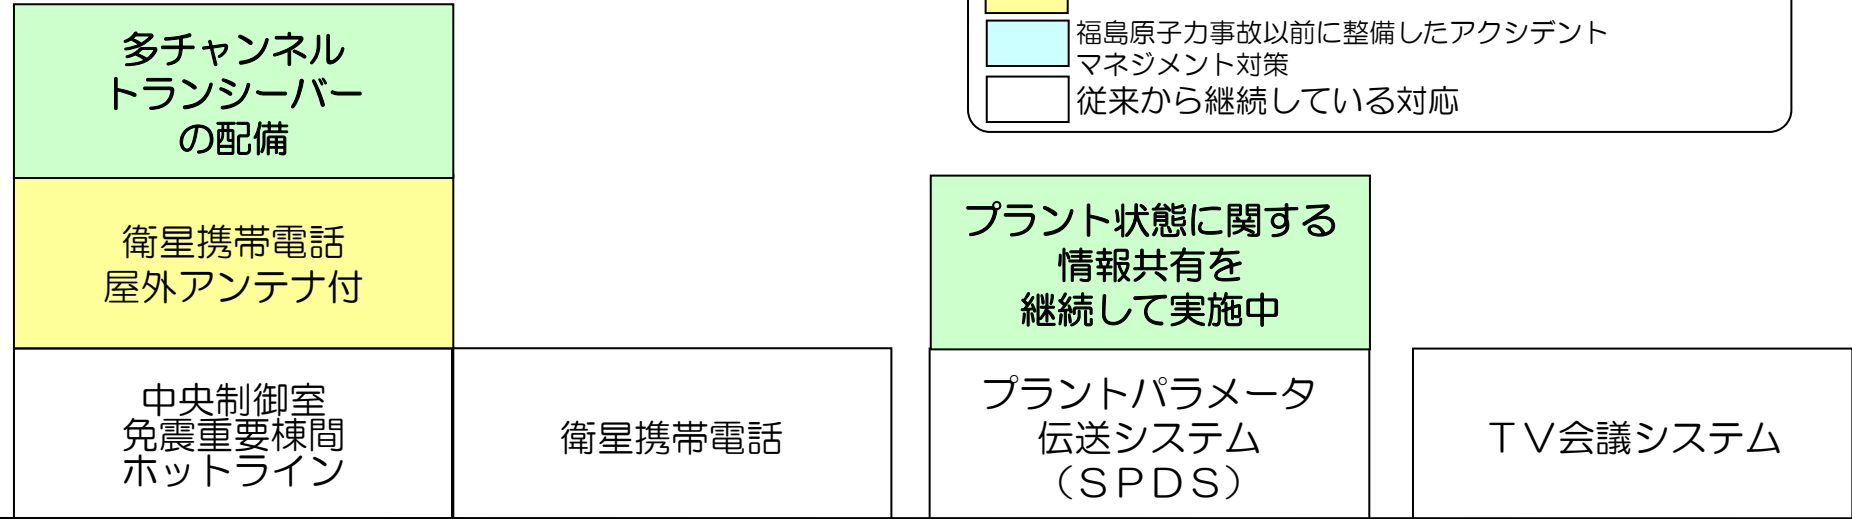 福島原子力事故以前に整備したアクシデント
マネジメント対策
従来から継続している対応
多チャンネル
トランシーバー
の配備
衛星携帯電話
屋外アンテナ付
中央制御室
免震重要棟間
ホットライン
衛星携帯電話
プラント状態に関する
情報共有を
継続して実施中
プラントパラメータ
伝送システム
（ＳＰＤＳ）
ＴＶ会議システム